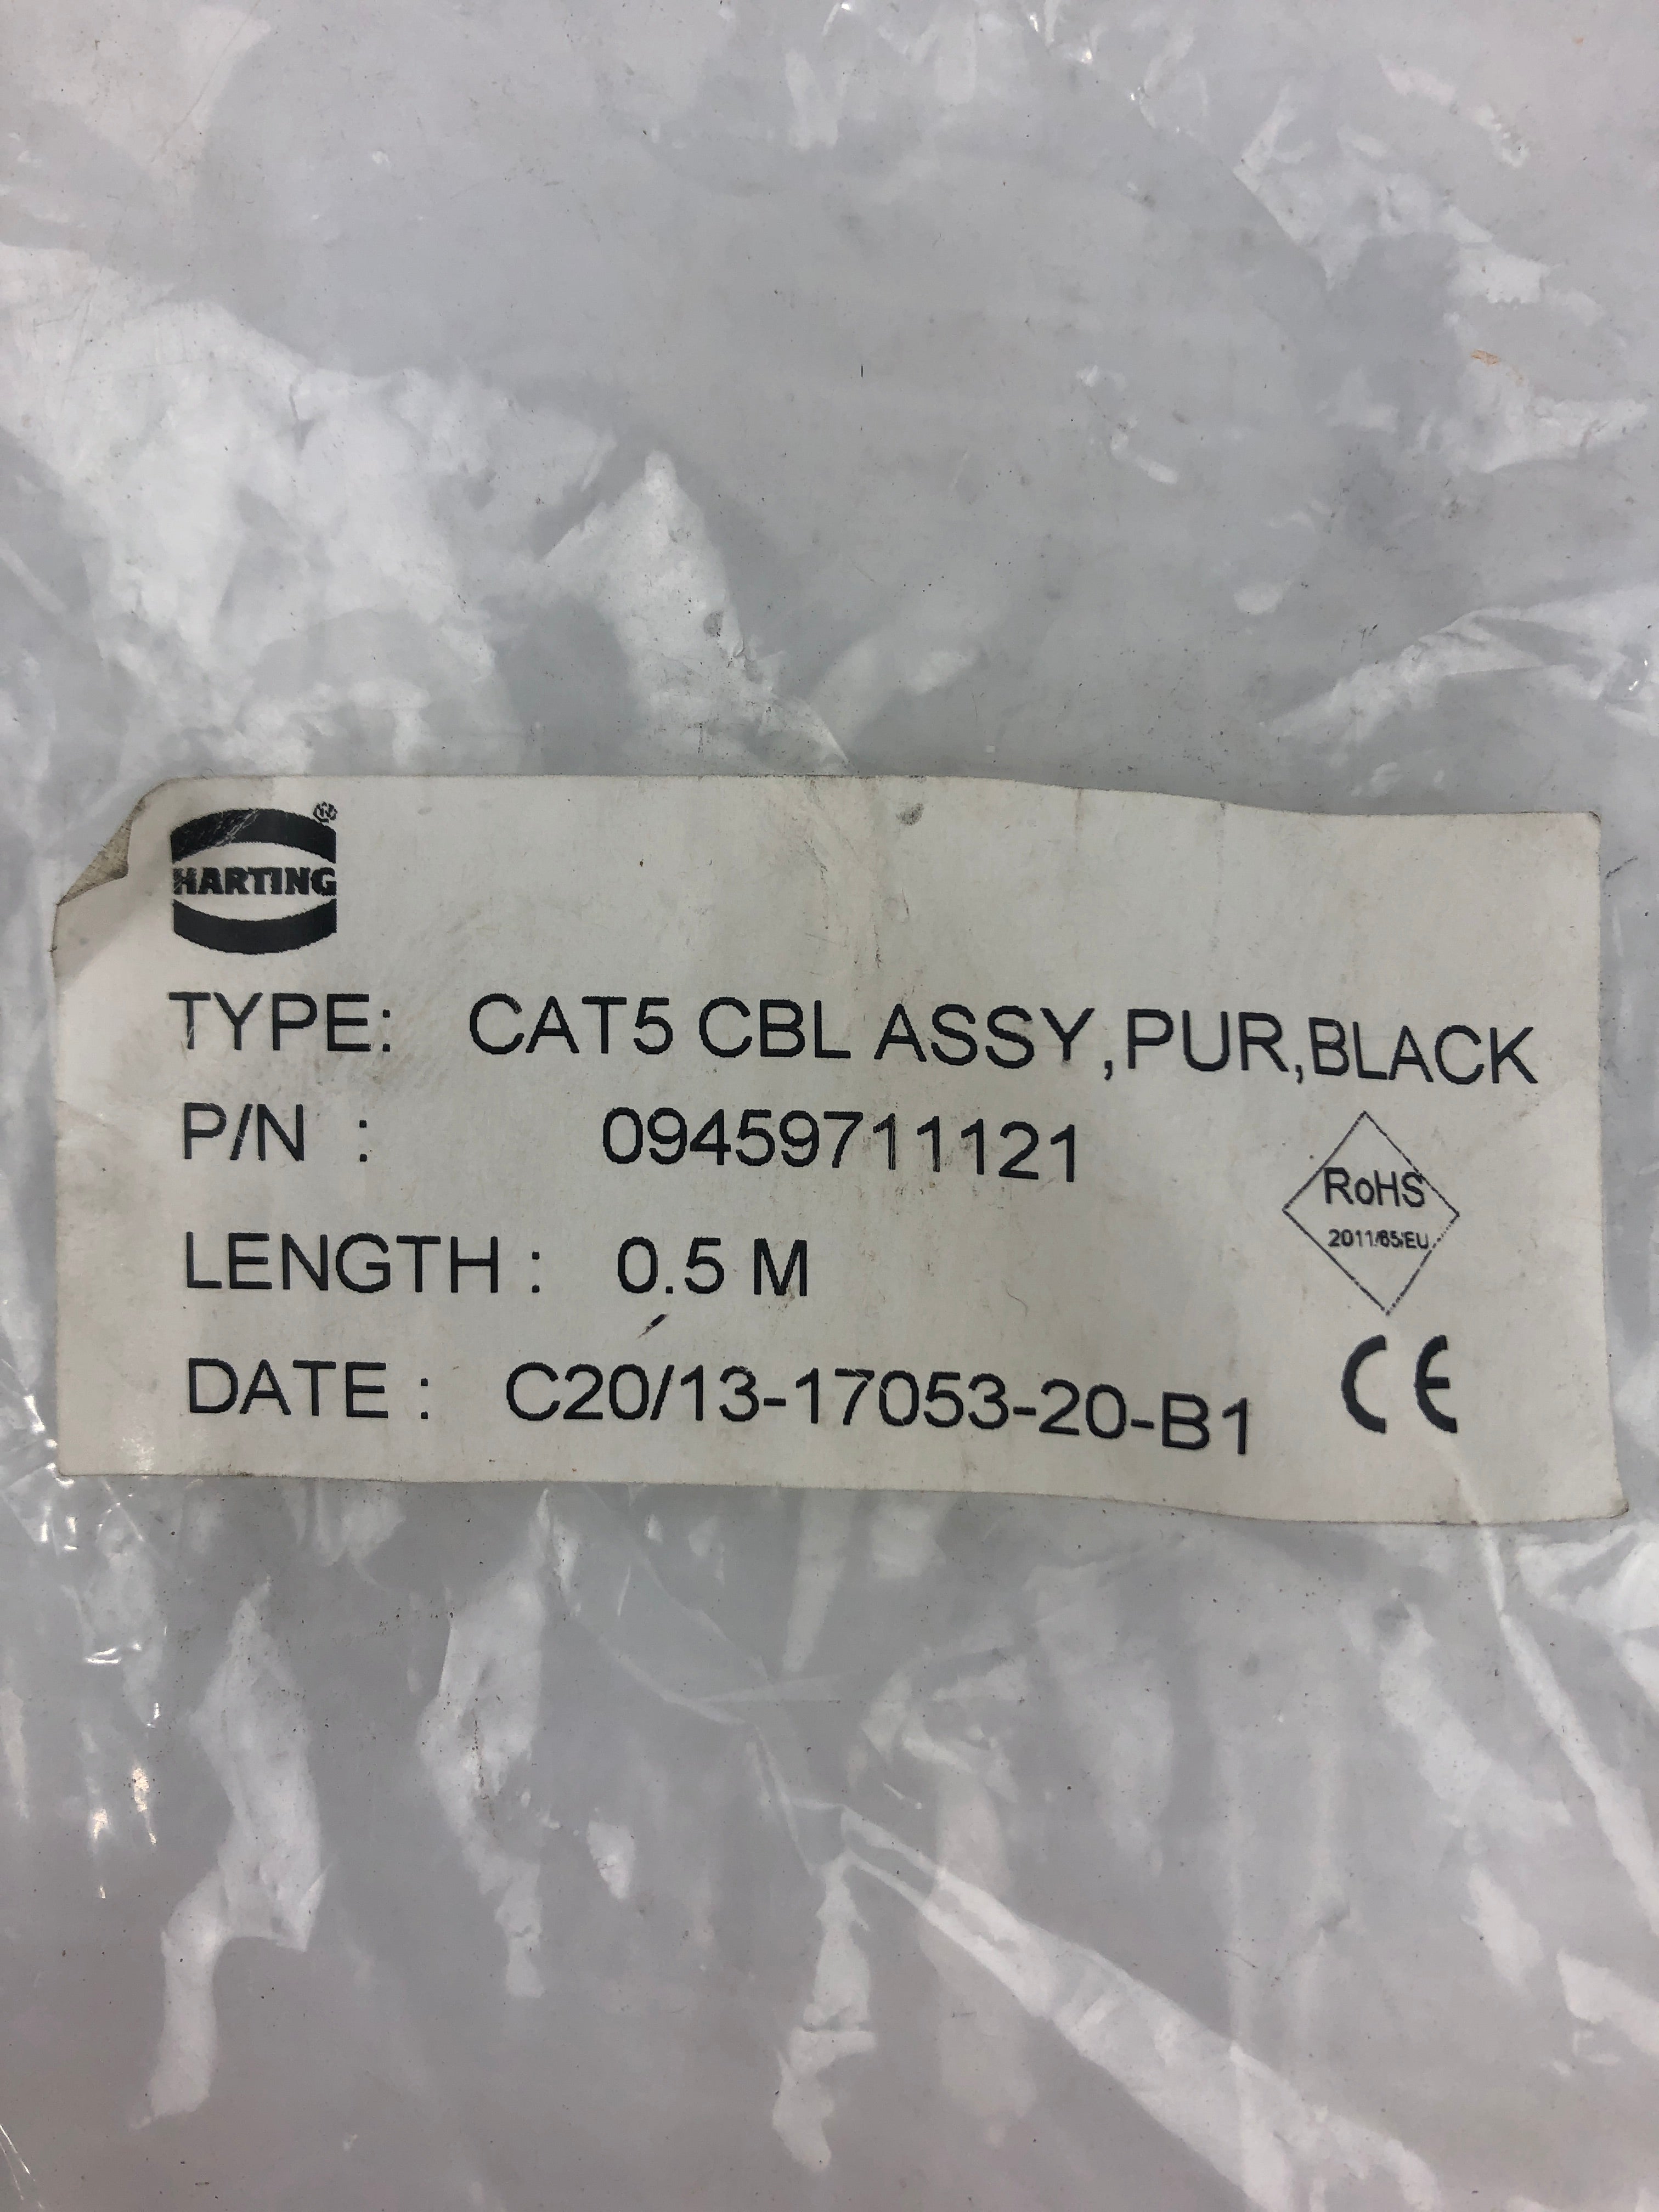 HARTING®
TYPE: CAT5 CBL ASSY,PUR,BLACK
P/N : 09459711121
RoHS
2011/65/EU
LENGTH : 0.5 M
DATE : C20/13-17053-20-B1
CE